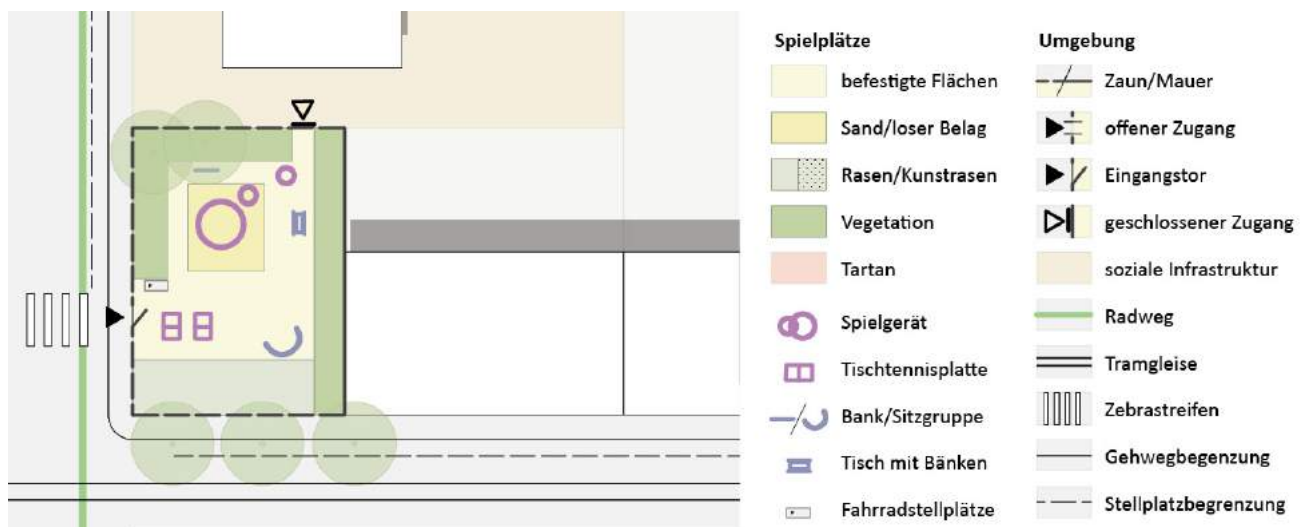 Spielplätze
befestigte Flächen
Sand/loser Belag
Rasen/Kunstrasen
Vegetation
Tartan
Spielgerät
Tischtennisplatte
Bank/Sitzgruppe
Tisch mit Bänken
Fahrradstellplätze
Umgebung
Zaun/Mauer
offener Zugang
Eingangstor
geschlossener Zugang
soziale Infrastruktur
Radweg
Tramgleise
Zebrastreifen
Gehwegbegenzung
Stellplatzbegrenzung